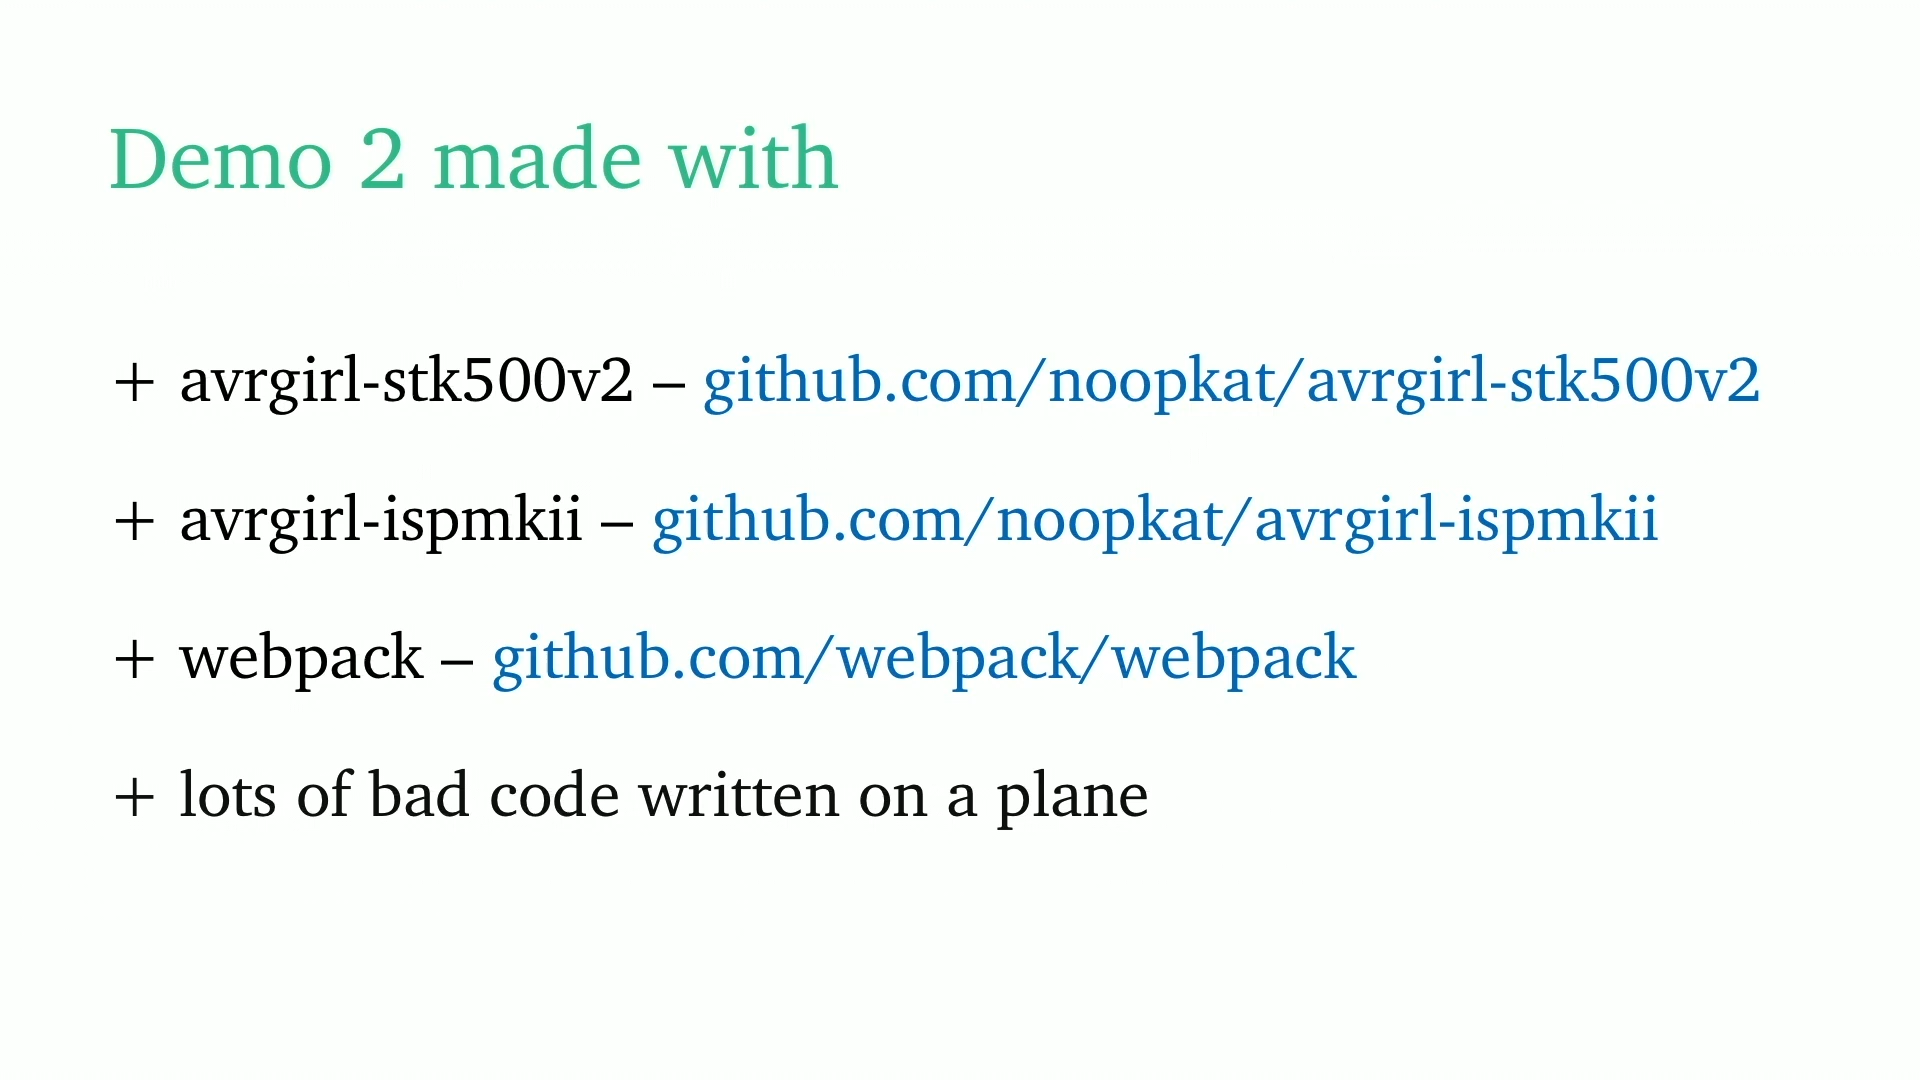 Demo 2 made with
+ avrgirl-stk500v2 – github.com/noopkat/avrgirl-stk500v2
+ avrgirl-ispmkii – github.com/noopkat/avrgirl-ispmkii
+ webpack – github.com/webpack/webpack
+ lots of bad code written on a plane